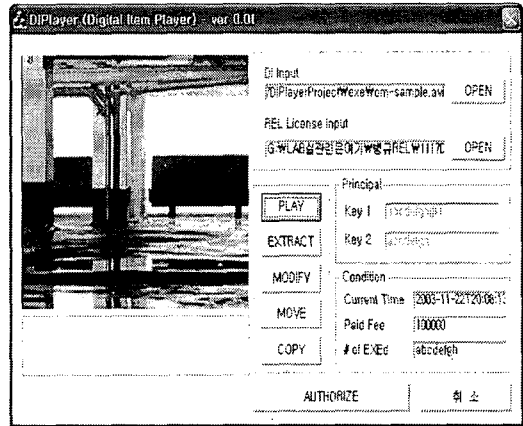 DIPlayer (Digital Item Player) - ver 0.01
DI Input
/DiPlayerProject\exe\com-sample.avi
OPEN
REL License Input
OPEN
PLAY
EXTRACT
MODIFY
MOVE
COPY
Principal
Key 1
Key 2
Condition
Current Time
2003-11-22T20:08:1
Paid Fee
100000
# of EXEd
abcdefgh
AUTHORIZE
취 소